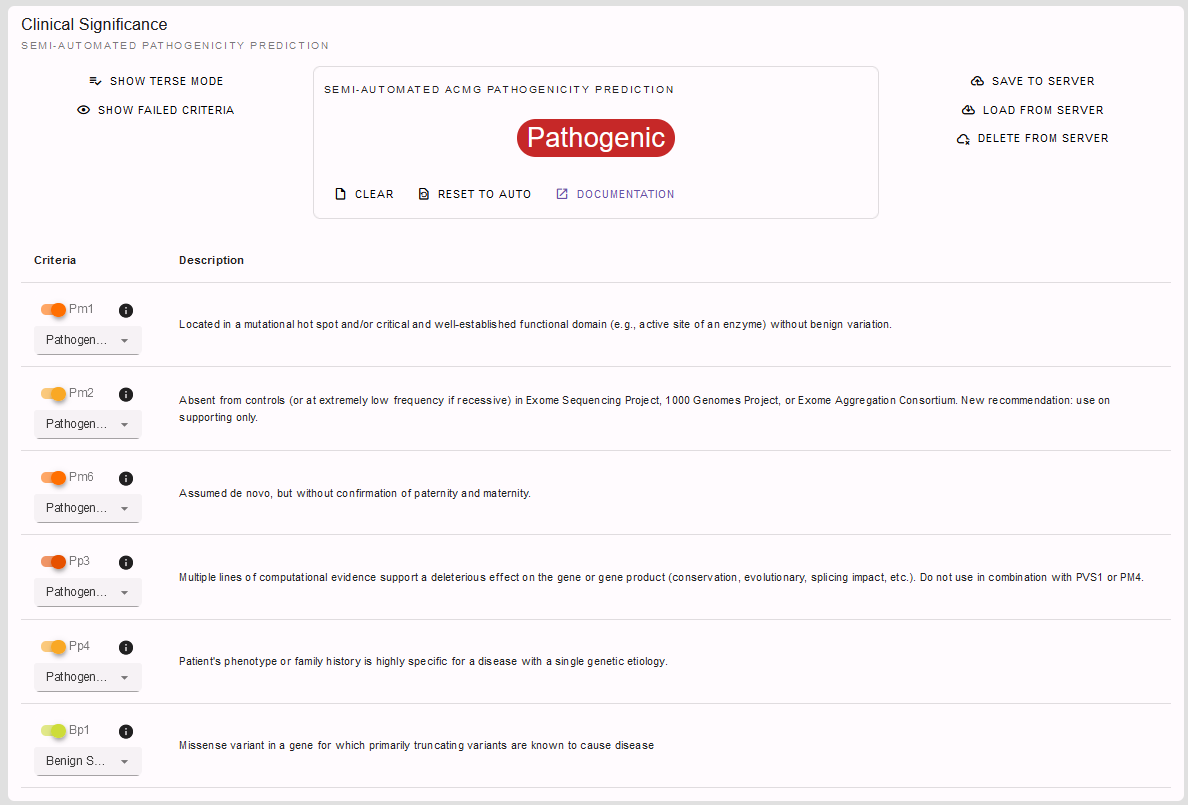 Clinical Significance
SEMI-AUTOMATED PATHOGENICITY PREDICTION
SHOW TERSE MODE
SHOW FAILED CRITERIA
SEMI-AUTOMATED ACMG PATHOGENICITY PREDICTION
Pathogenic
CLEAR RESET TO AUTO DOCUMENTATION
SAVE TO SERVER
LOAD FROM SERVER
DELETE FROM SERVER
Criteria Description
Pm1
Pathogen...
Located in a mutational hot spot and/or critical and well-established functional domain (e.g., active site of an enzyme) without benign variation.
Pm2
Pathogen...
Absent from controls (or at extremely low frequency if recessive) in Exome Sequencing Project, 1000 Genomes Project, or Exome Aggregation Consortium. New recommendation: use on
supporting only.
Pm6
Pathogen...
Assumed de novo, but without confirmation of paternity and maternity.
Pp3
Pathogen...
Multiple lines of computational evidence support a deleterious effect on the gene or gene product (conservation, evolutionary, splicing impact, etc.). Do not use in combination with PVS1 or PM4.
Pp4
Pathogen...
Patient's phenotype or family history is highly specific for a disease with a single genetic etiology.
Bp1
Benign S...
Missense variant in a gene for which primarily truncating variants are known to cause disease